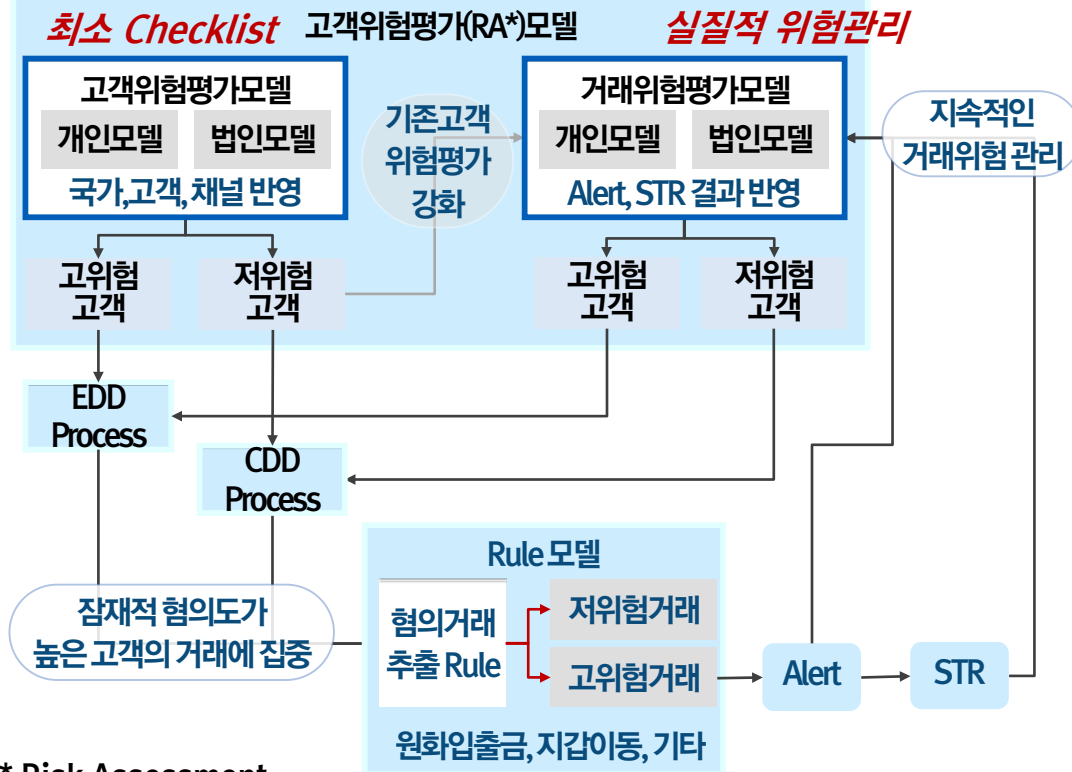 최소 Checklist
고객위험평가(RA*)모델
실질적 위험관리
고객위험평가모델
개인모델
법인모델
국가,고객, 채널 반영
기존고객
위험평가
강화
거래위험평가모델
개인모델
법인모델
Alert, STR 결과 반영
지속적인
거래위험 관리
고위험
고객
저위험
고객
고위험
고객
저위험
고객
EDD
Process
CDD
Process
잠재적 혐의도가
높은 고객의 거래에 집중
Rule 모델
혐의거래
추출 Rule
저위험거래
고위험거래
원화입출금, 지갑이동, 기타
Alert
STR
* Risk Assessment